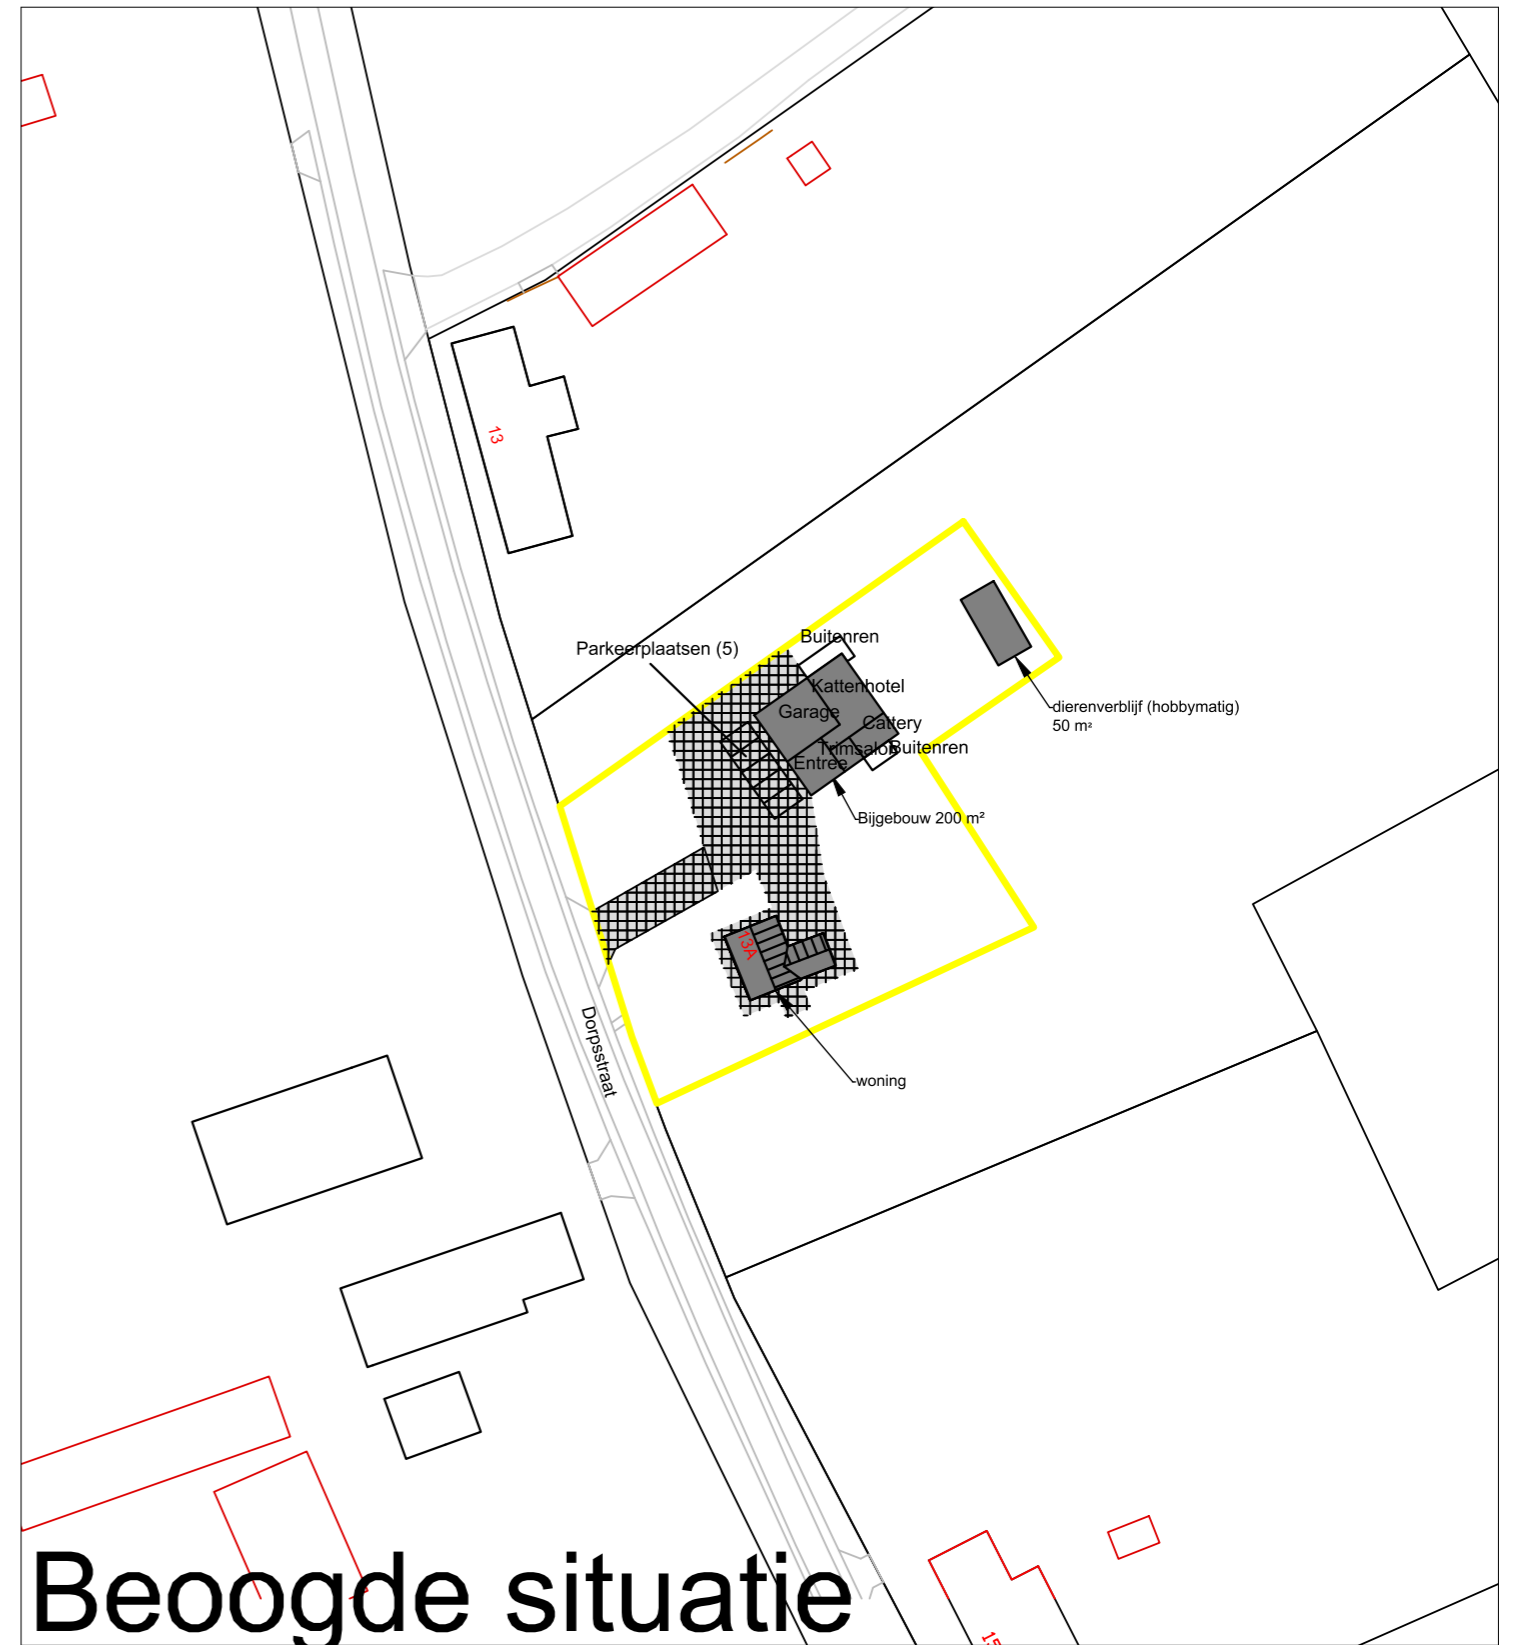 13
Buitenren
Parkeerplaatsen (5)
Kattenhotel
Garage
dierenverblijf (hobbymatig)
50 m²
Cattery
Trimsalon
Buitenren
Entree
Bijgebouw 200 m²
13A
Dorpsstraat
woning
Beoogde situatie
15